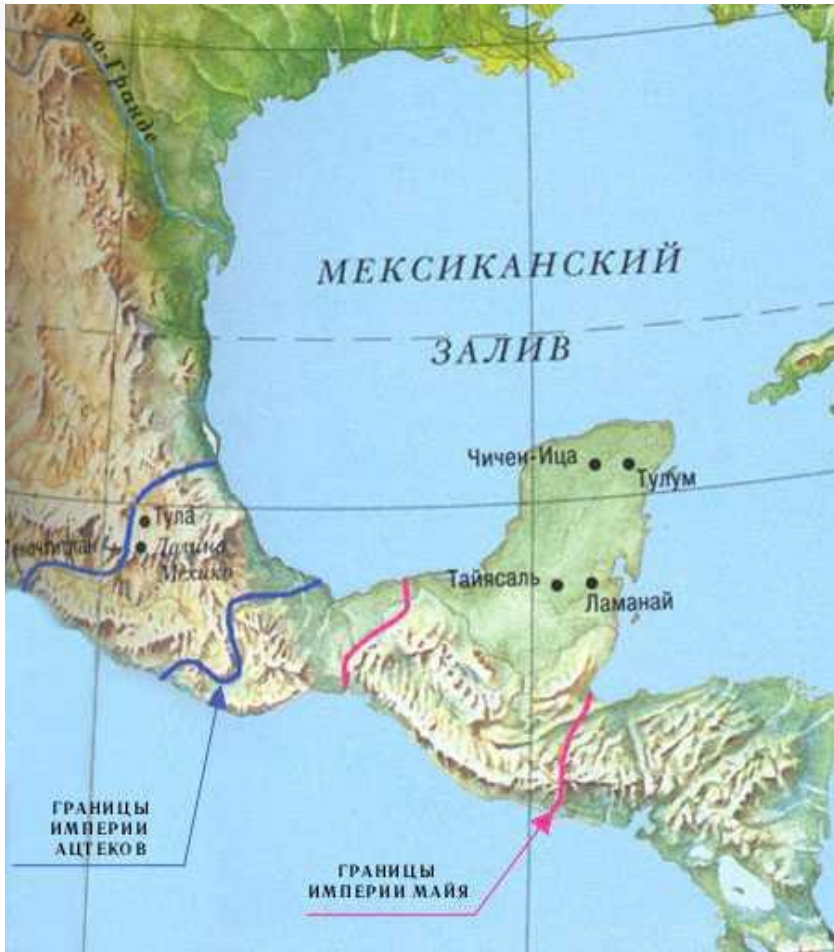 Рио-Гранде
МЕКСИКАНСКИЙ
ЗАЛИВ
Чичен-Ица
Тулум
Тула
Долина
Мехико
Тайясаль
Ламанай
ГРАНИЦЫ
ИМПЕРИИ
АЦТЕКОВ
ГРАНИЦЫ
ИМПЕРИИ МАЙЯ